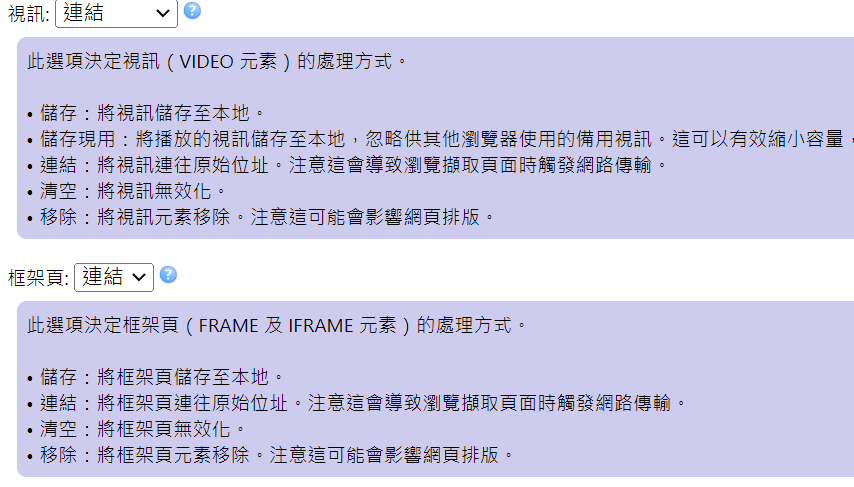 視訊: 連結
此選項決定視訊（VIDEO 元素）的處理方式。
• 儲存：將視訊儲存至本地。
• 儲存現用：將播放的視訊儲存至本地，忽略供其他瀏覽器使用的備用視訊。這可以有效縮小容量，
• 連結：將視訊連往原始位址。注意這會導致瀏覽擷取頁面時觸發網路傳輸。
• 清空：將視訊無效化。
• 移除：將視訊元素移除。注意這可能會影響網頁排版。
框架頁: 連結
此選項決定框架頁（FRAME 及 IFRAME 元素）的處理方式。
• 儲存：將框架頁儲存至本地。
• 連結：將框架頁連往原始位址。注意這會導致瀏覽擷取頁面時觸發網路傳輸。
• 清空：將框架頁無效化。
• 移除：將框架頁元素移除。注意這可能會影響網頁排版。